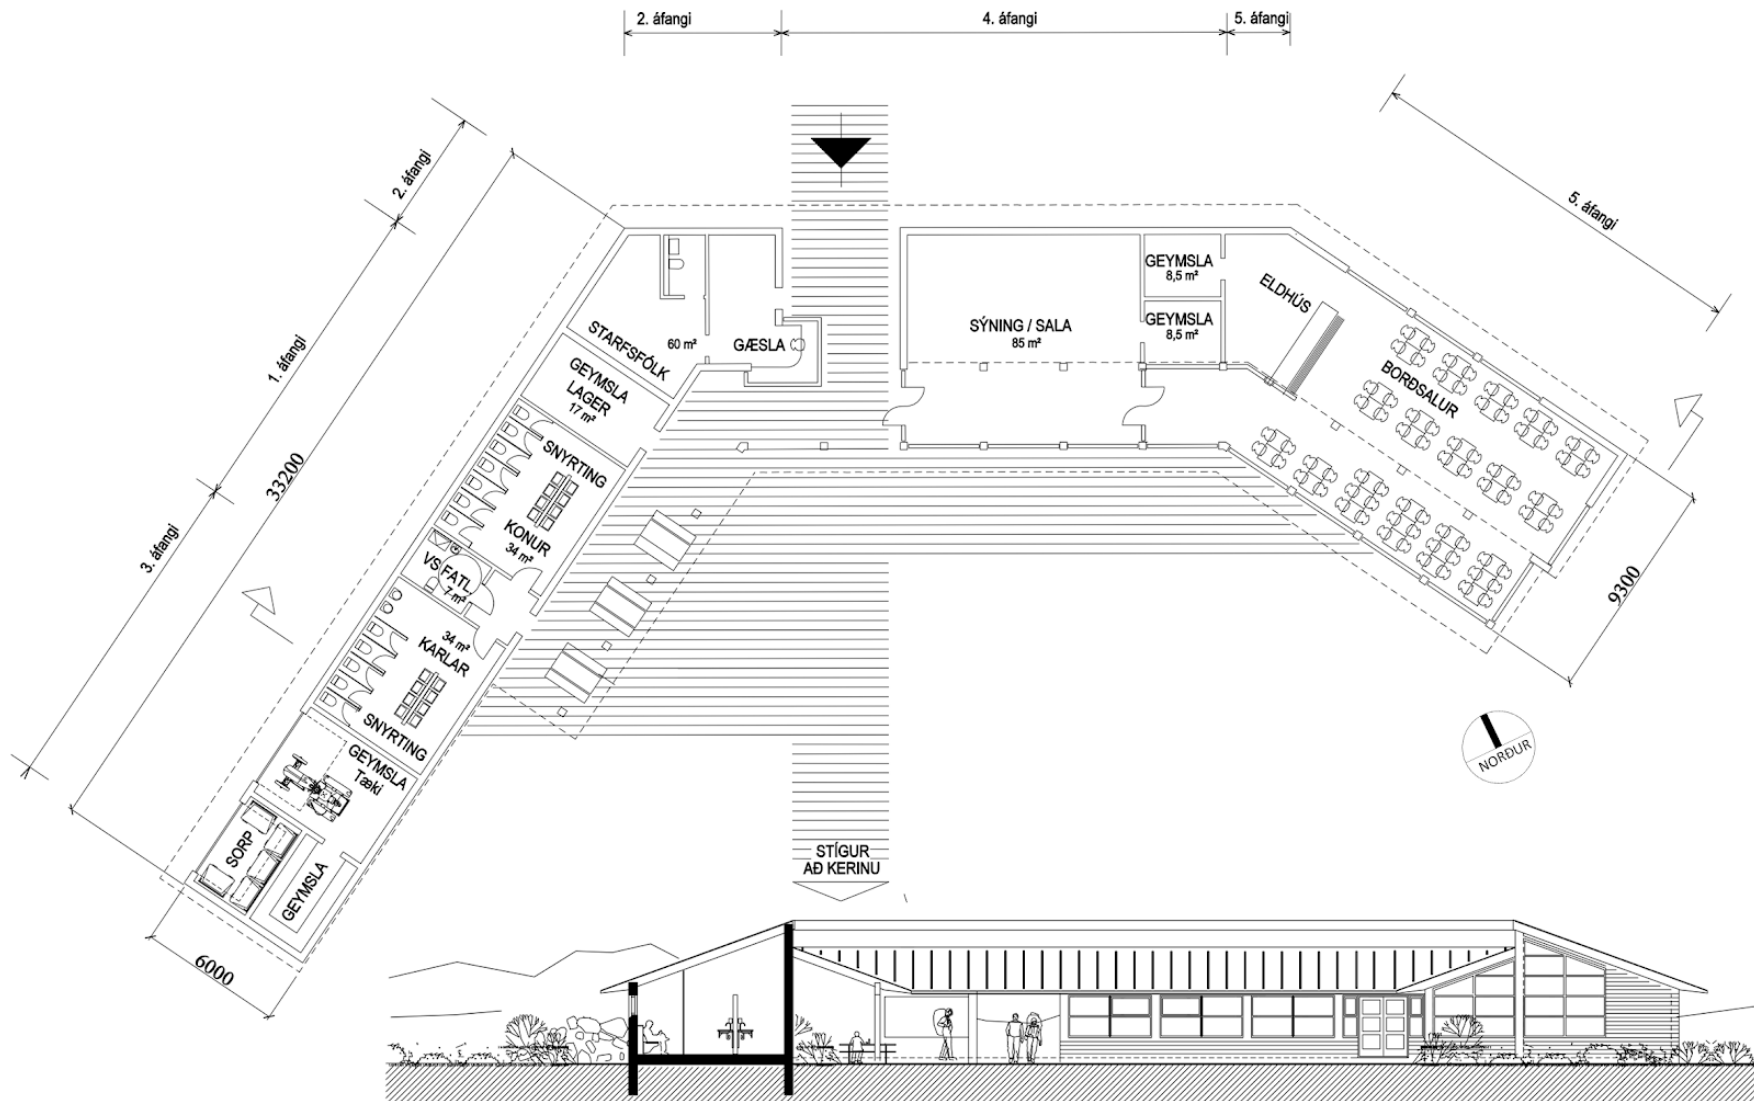 2. áfangi
4. áfangi
5. áfangi
2. áfangi
5. áfangi
1. áfangi
3. áfangi
33200
STARFSFÓLK
60 m²
GÆSLA
GEYMSLA
LAGER
17 m²
SNYRTING
KONUR
34 m²
VS FATL.
7 m²
34 m²
KARLAR
SNYRTING
GEYMSLA
Tæki
SORP
GEYMSLA
6000
SÝNING / SALA
85 m²
GEYMSLA
8,5 m²
GEYMSLA
8,5 m²
ELDHÚS
BORÐSALUR
9300
NORÐUR
STÍGUR
AÐ KERINU